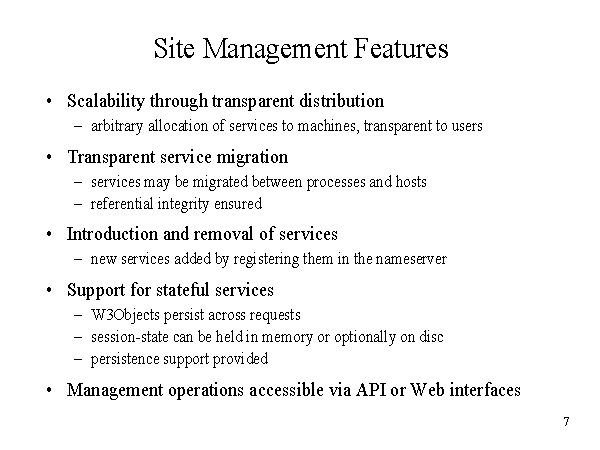 Site Management Features
• Scalability through transparent distribution
– arbitrary allocation of services to machines, transparent to users
• Transparent service migration
– services may be migrated between processes and hosts
– referential integrity ensured
• Introduction and removal of services
– new services added by registering them in the nameserver
• Support for stateful services
– W3Objects persist across requests
– session-state can be held in memory or optionally on disc
– persistence support provided
• Management operations accessible via API or Web interfaces
7